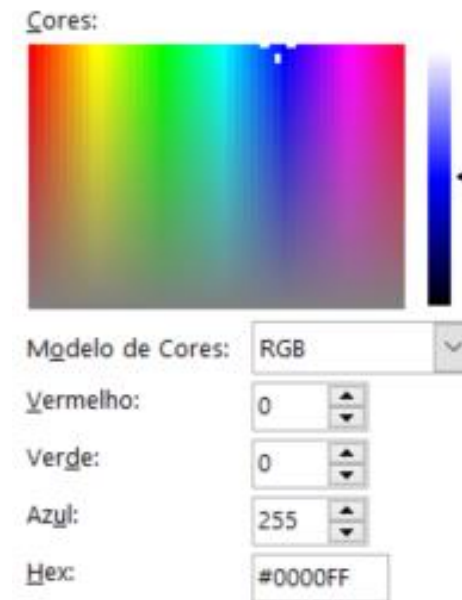 Cores:
Modelo de Cores: RGB
Vermelho: 0
Verde: 0
Azul: 255
Hex: #0000FF